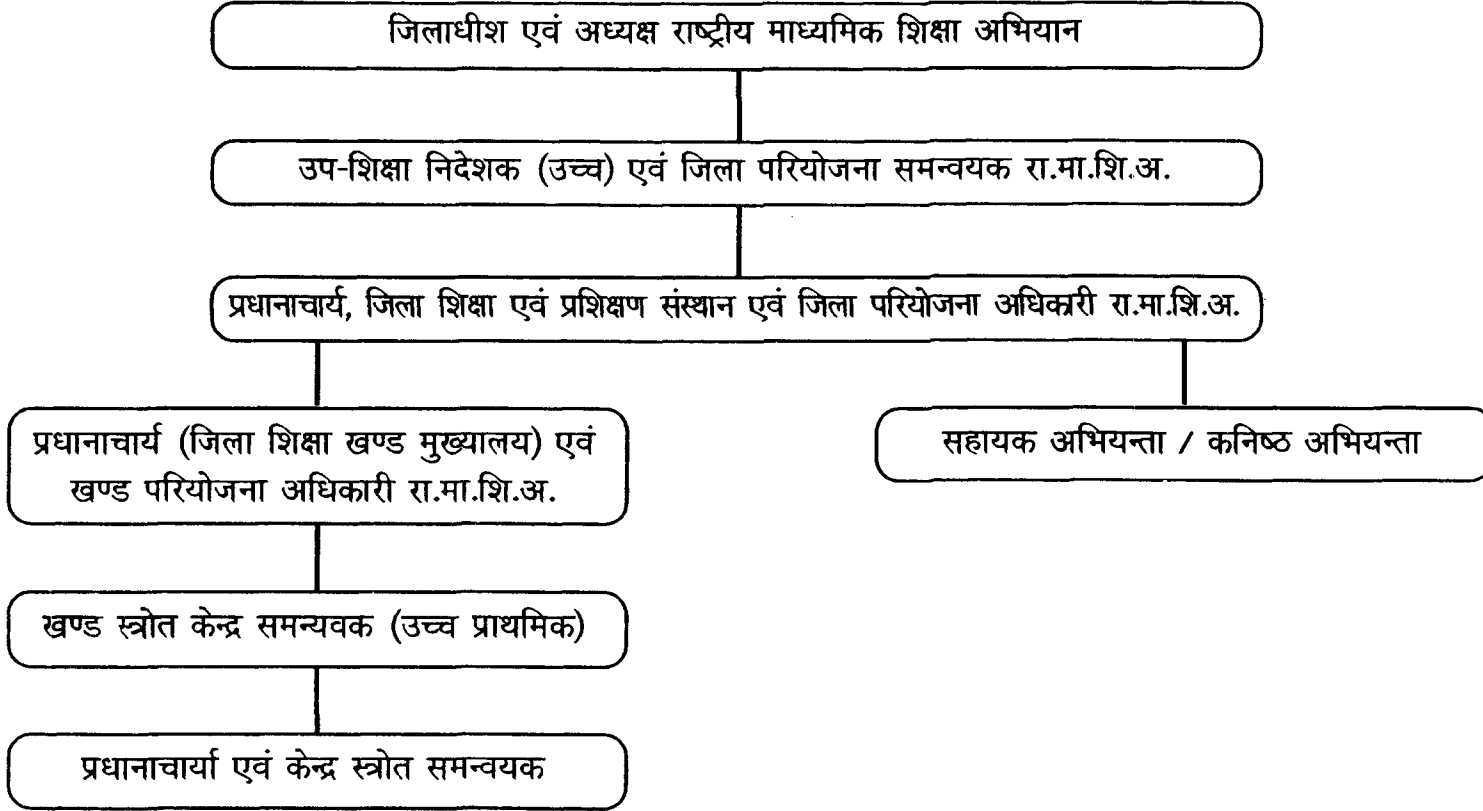 जिलाधीश एवं अध्यक्ष राष्ट्रीय माध्यमिक शिक्षा अभियान
उप-शिक्षा निदेशक (उच्च) एवं जिला परियोजना समन्वयक रा.मा.शि.अ.
प्रधानाचार्य, जिला शिक्षा एवं प्रशिक्षण संस्थान एवं जिला परियोजना अधिकारी रा.मा.शि.अ.
प्रधानाचार्य (जिला शिक्षा खण्ड मुख्यालय) एवं
खण्ड परियोजना अधिकारी रा.मा.शि.अ.
सहायक अभियन्ता / कनिष्ठ अभियन्ता
खण्ड स्त्रोत केन्द्र समन्यवक (उच्च प्राथमिक)
प्रधानाचार्या एवं केन्द्र स्त्रोत समन्वयक